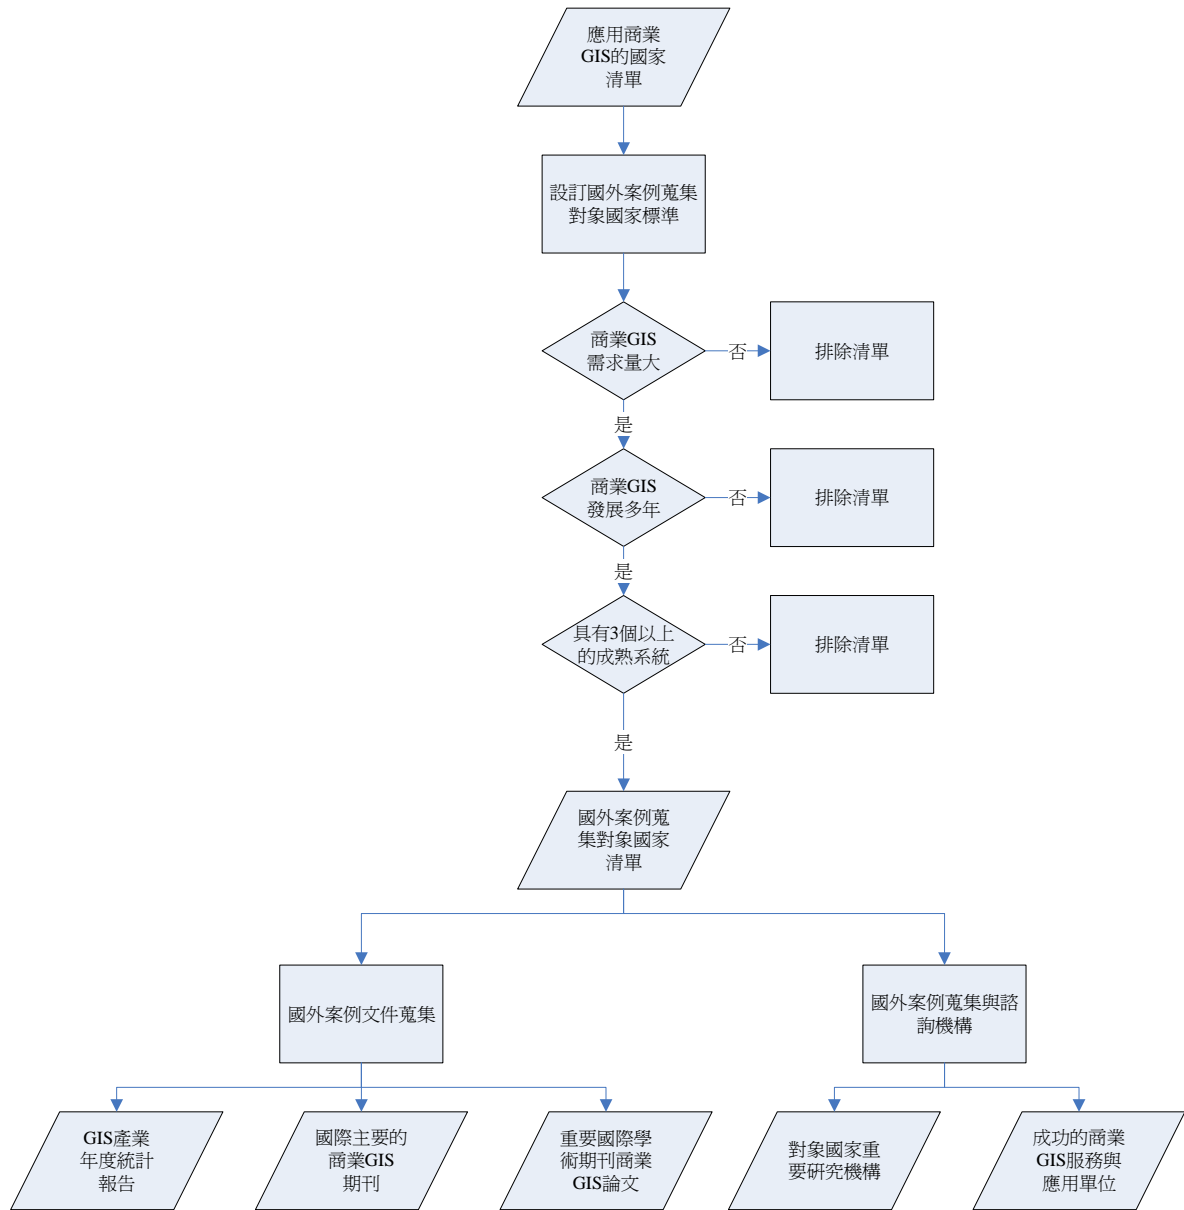 應用商業
GIS的國家
清單
設訂國外案例蒐集
對象國家標準
商業GIS
需求量大
否
排除清單
是
商業GIS
發展多年
否
排除清單
是
具有3個以上
的成熟系統
否
排除清單
是
國外案例蒐
集對象國家
清單
國外案例文件蒐集
國外案例蒐集與諮
詢機構
GIS產業
年度統計
報告
國際主要的
商業GIS
期刊
重要國際學
術期刊商業
GIS論文
對象國家重
要研究機構
成功的商業
GIS服務與
應用單位